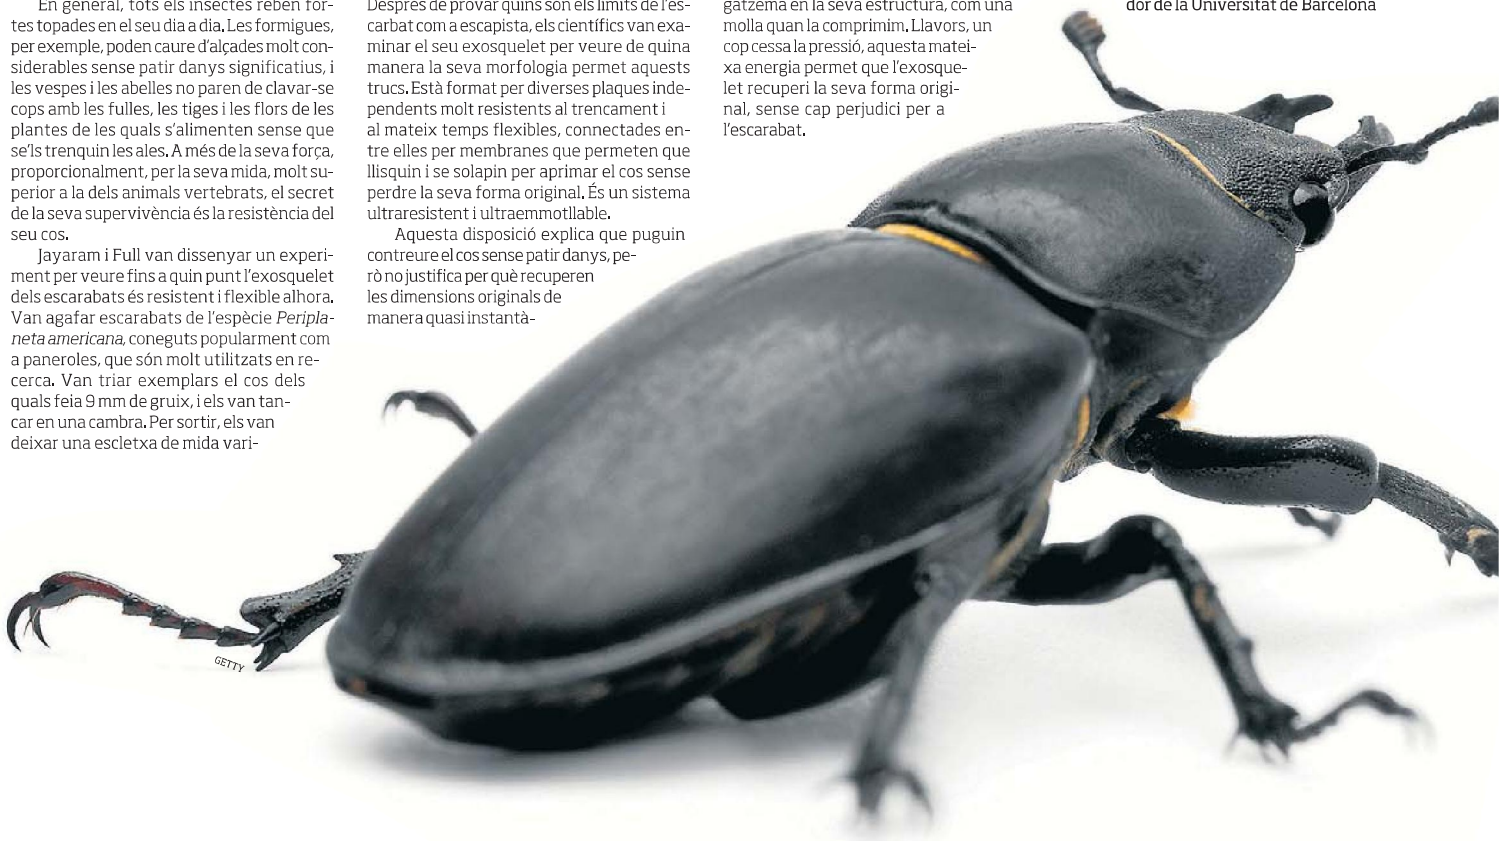 En general, tots els insectes reben for-
tes topades en el seu dia a dia. Les formigues,
per exemple, poden caure d'alçades molt con-
siderables sense patir danys significatius, i
les vespes i les abelles no paren de clavar-se
cops amb les fulles, les tiges i les flors de les
plantes de les quals s'alimenten sense que
se'ls trenquin les ales. A més de la seva força,
proporcionalment, per la seva mida, molt su-
perior a la dels animals vertebrats, el secret
de la seva supervivència és la resistència del
seu cos.
Jayaram i Full van dissenyar un experi-
ment per veure fins a quin punt l'exosquelet
dels escarabats és resistent i flexible alhora.
Van agafar escarabats de l'espècie Peripla-
neta americana, coneguts popularment com
a paneroles, que són molt utilitzats en re-
cerca. Van triar exemplars el cos dels
quals feia 9 mm de gruix, i els van tan-
car en una cambra. Per sortir, els van
deixar una escletxa de mida vari-
Després de provar quins són els límits de l'es-
carbat com a escapista, els científics van exa-
minar el seu exosquelet per veure de quina
manera la seva morfologia permet aquests
trucs. Està format per diverses plaques inde-
pendents molt resistents al trencament i
al mateix temps flexibles, connectades en-
tre elles per membranes que permeten que
llisquin i se solapin per aprimar el cos sense
perdre la seva forma original. És un sistema
ultraresistent i ultraemmotllable.
Aquesta disposició explica que puguin
contreure el cos sense patir danys, pe-
rò no justifica per què recuperen
les dimensions originals de
manera quasi instantà-
gatzema en la seva estructura, com una
molla quan la comprimim. Llavors, un
cop cessa la pressió, aquesta matei-
xa energia permet que l'exosque-
let recuperi la seva forma origi-
nal, sense cap perjudici per a
l'escarabat.
dor de la Universitat de Barcelona
GETTY